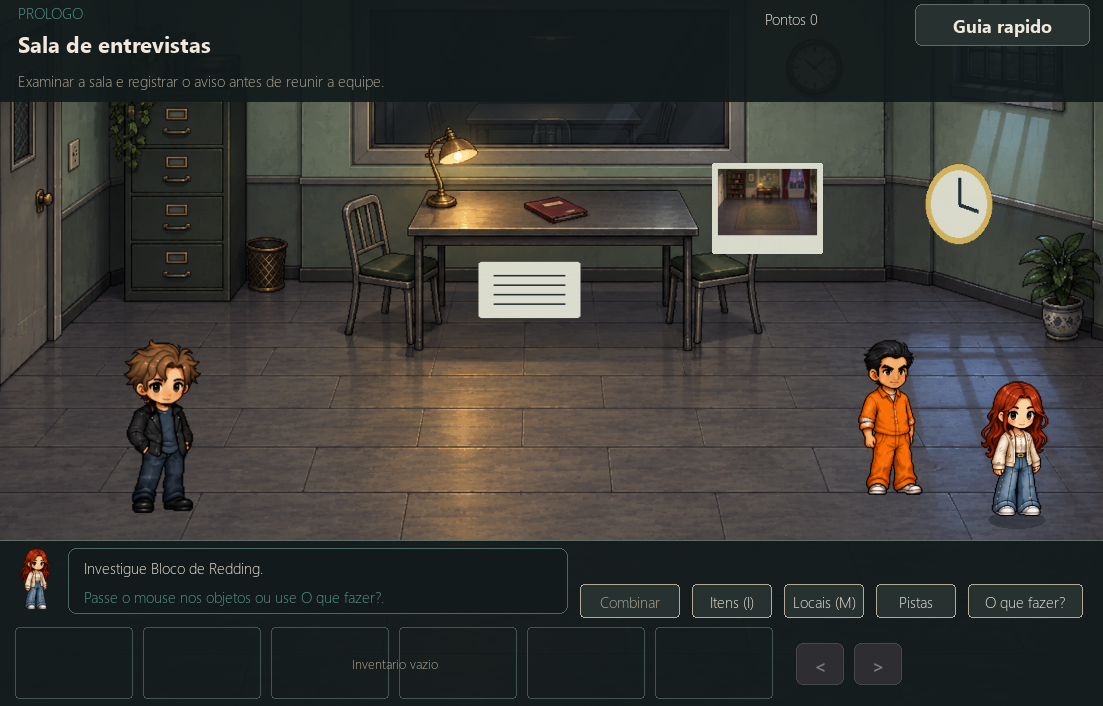 PROLOGO
Sala de entrevistas
Examinar a sala e registrar o aviso antes de reunir a equipe.
Pontos 0
Guia rapido
Investigue Bloco de Redding.
Passe o mouse nos objetos ou use O que fazer?.
Combinar
Itens (I)
Locais (M)
Pistas
O que fazer?
Inventario vazio
<
>